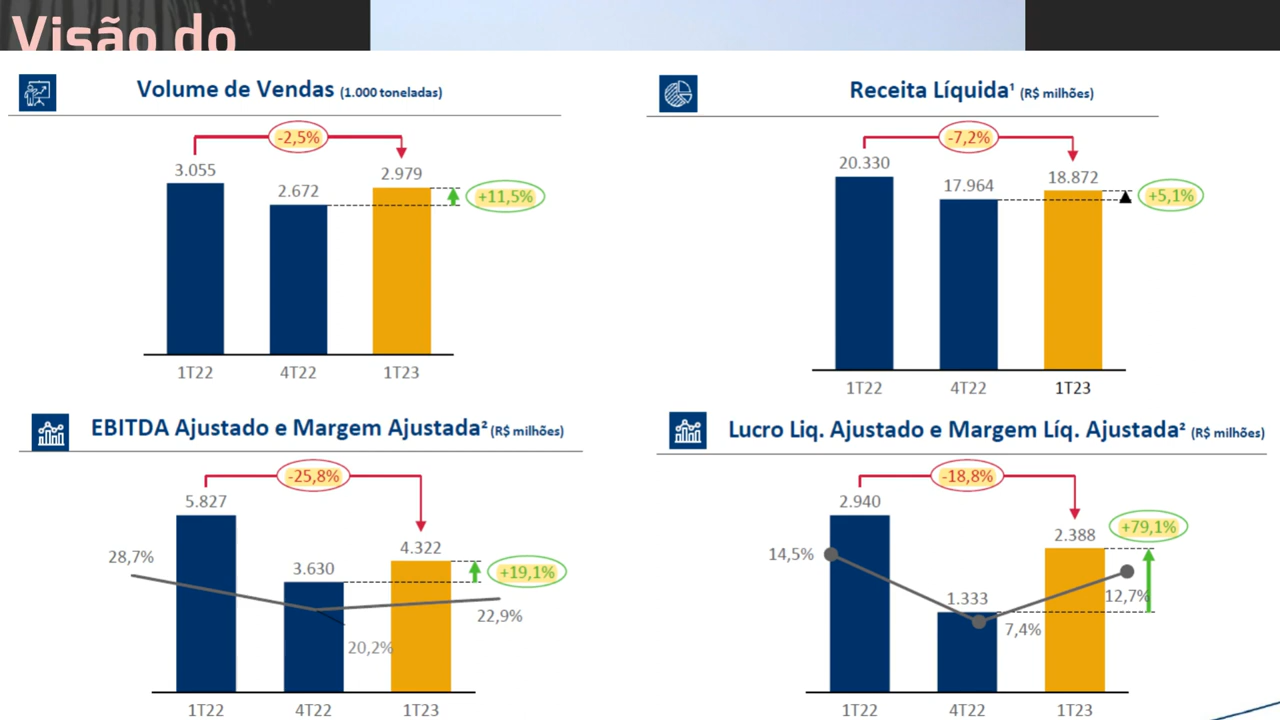 Visão do
Volume de Vendas (1.000 toneladas)
-2,5%
3.055
2.672
2.979
+11,5%
1T22
4T22
1T23
Receita Líquida¹ (R$ milhões)
-7,2%
20.330
17.964
18.872
+5,1%
1T22
4T22
1T23
EBITDA Ajustado e Margem Ajustada² (R$ milhões)
-25,8%
5.827
3.630
4.322
+19,1%
28,7%
20,2%
22,9%
1T22
4T22
1T23
Lucro Liq. Ajustado e Margem Líq. Ajustada² (R$ milhões)
-18,8%
2.940
1.333
2.388
+79,1%
14,5%
7,4%
12,7%
1T22
4T22
1T23